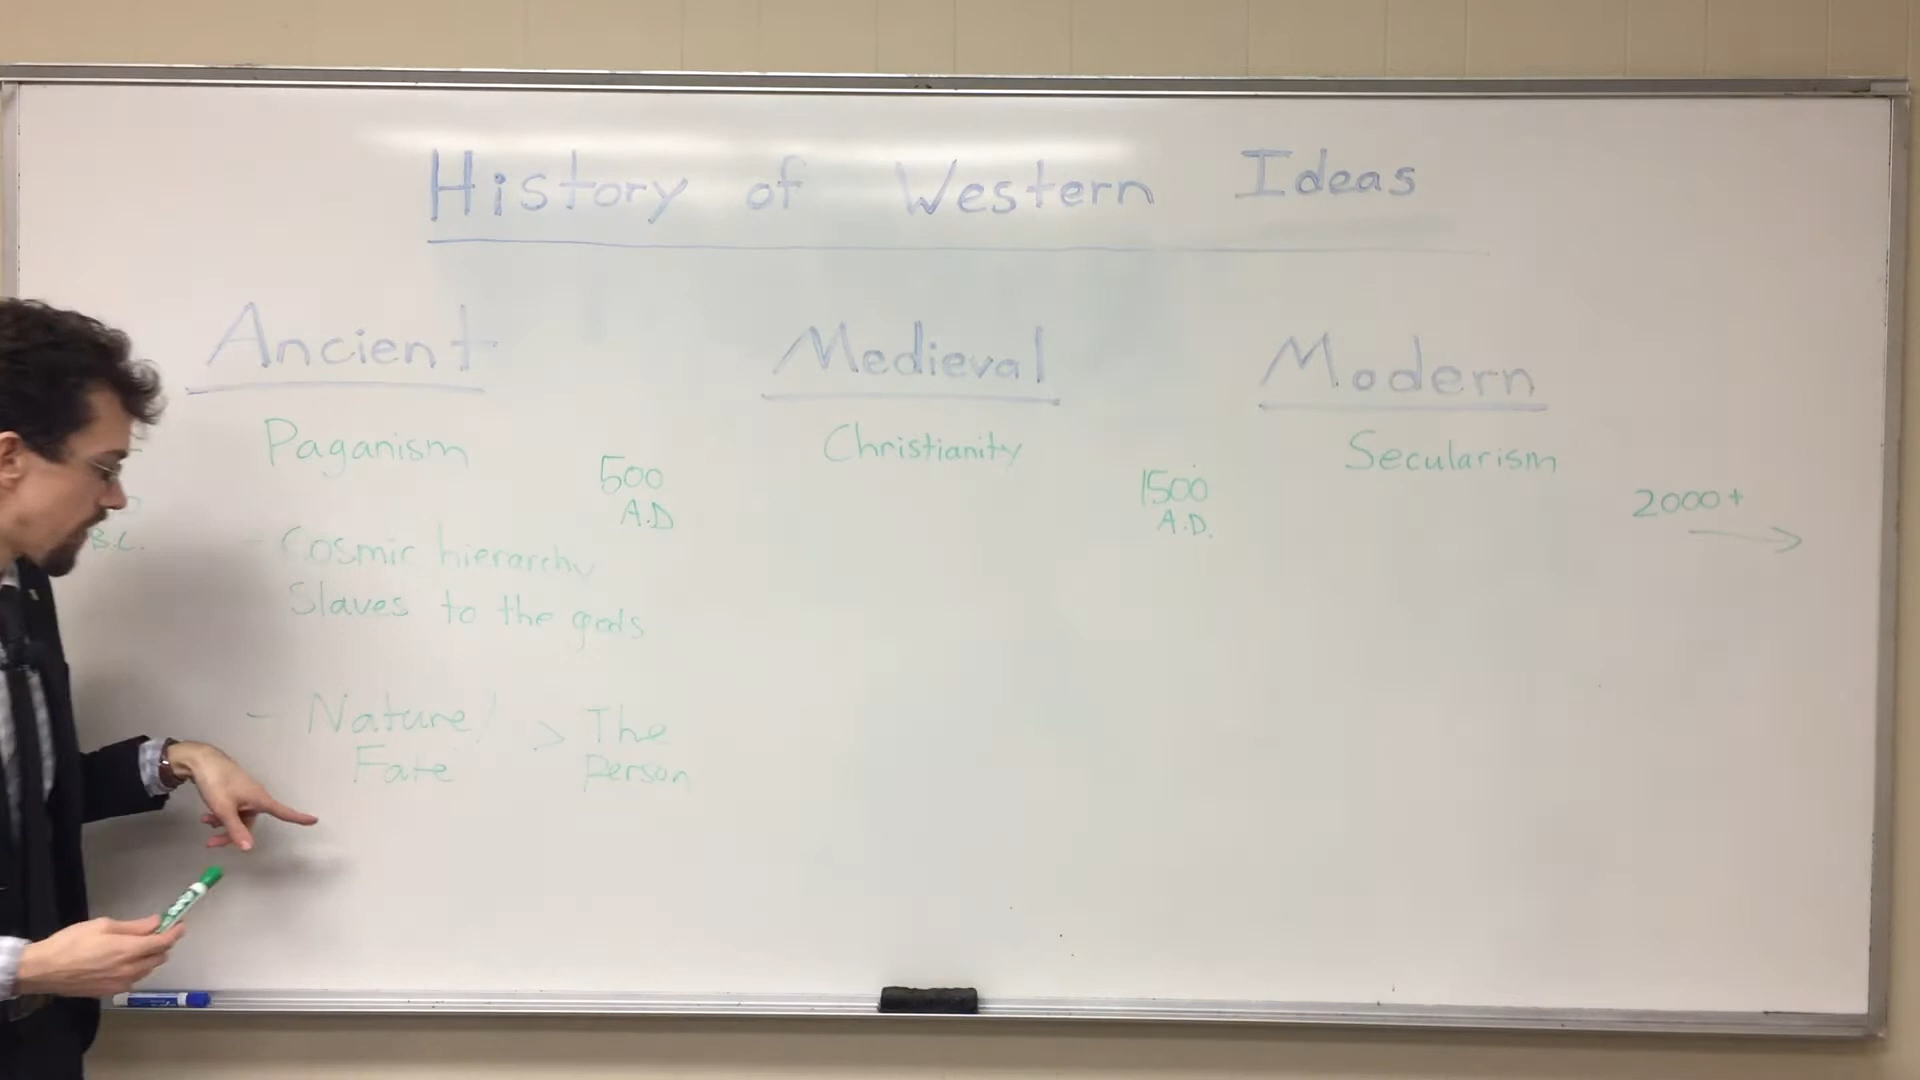 History of Western Ideas
Ancient
Medieval
Modern
Paganism
Christianity
Secularism
B.C.
500
A.D
1500
A.D.
2000+
- Cosmic hierarchy
Slaves to the gods
- Nature/ > The
Fate Person
EXPO